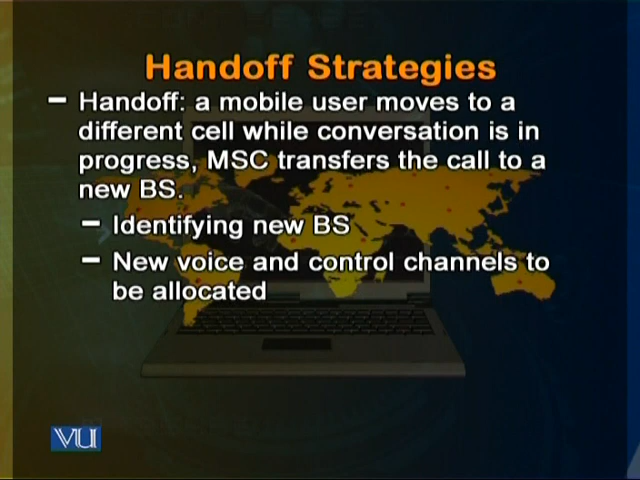 Handoff Strategies
– Handoff: a mobile user moves to a
different cell while conversation is in
progress, MSC transfers the call to a
new BS.
– Identifying new BS
– New voice and control channels to
be allocated
VU